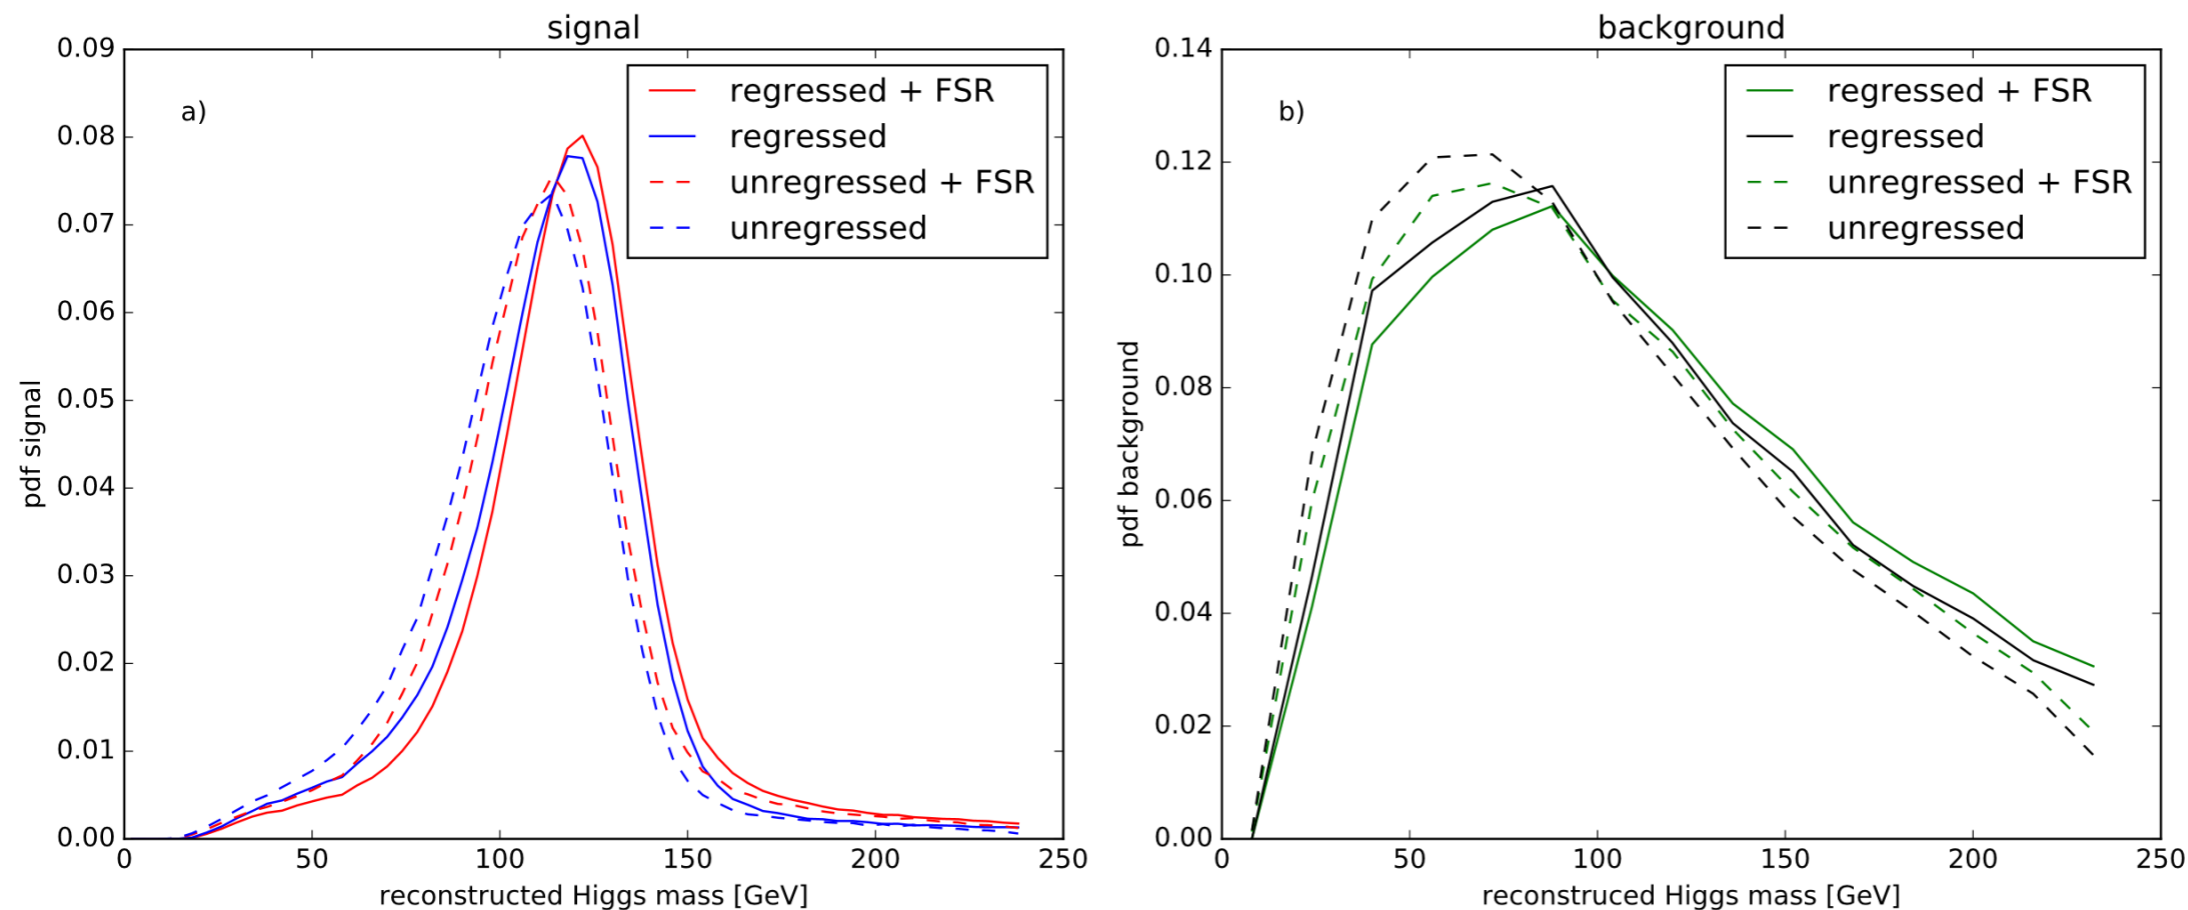 signal
0.09
0.08
0.07
0.06
0.05
0.04
0.03
0.02
0.01
0.00
pdf signal
a)
regressed + FSR
regressed
unregressed + FSR
unregressed
0 50 100 150 200 250
reconstructed Higgs mass [GeV]
background
0.14
0.12
0.10
0.08
0.06
0.04
0.02
0.00
pdf background
b)
regressed + FSR
regressed
unregressed + FSR
unregressed
0 50 100 150 200 250
reconstruced Higgs mass [GeV]